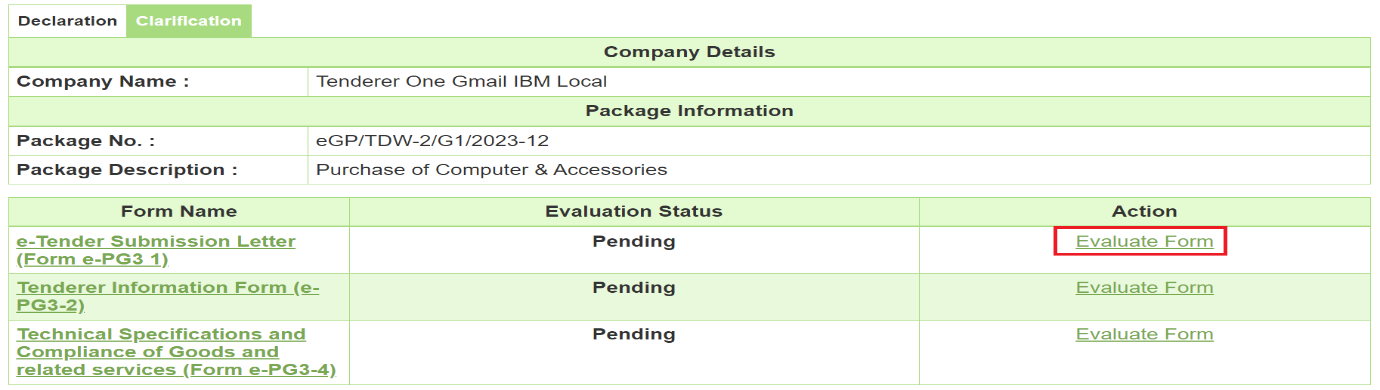 Declaration Clarification
Company Details
Company Name : Tenderer One Gmail IBM Local
Package Information
Package No. : eGP/TDW-2/G1/2023-12
Package Description : Purchase of Computer & Accessories
Form Name Evaluation Status Action
e-Tender Submission Letter Pending Evaluate Form
(Form e-PG3 1)
Tenderer Information Form (e- Pending Evaluate Form
PG3-2)
Technical Specifications and Pending Evaluate Form
Compliance of Goods and
related services (Form e-PG3-4)